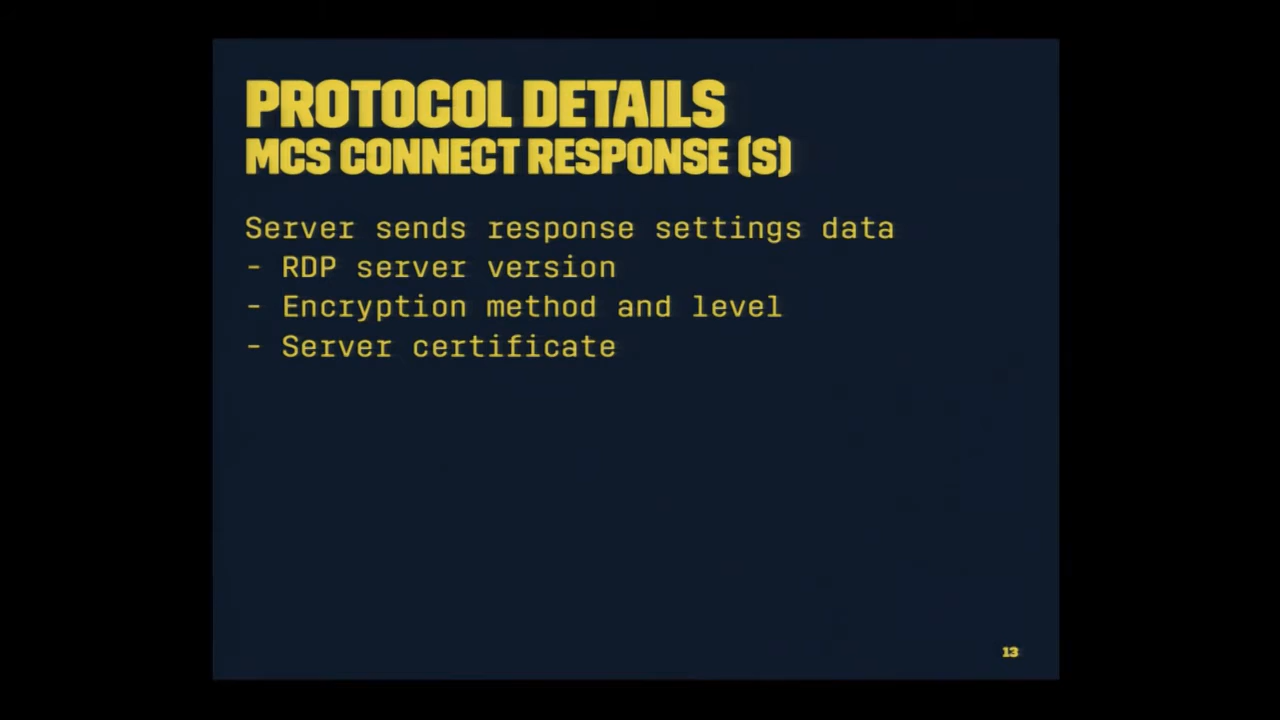 PROTOCOL DETAILS
MCS CONNECT RESPONSE (S)
Server sends response settings data
- RDP server version
- Encryption method and level
- Server certificate
13